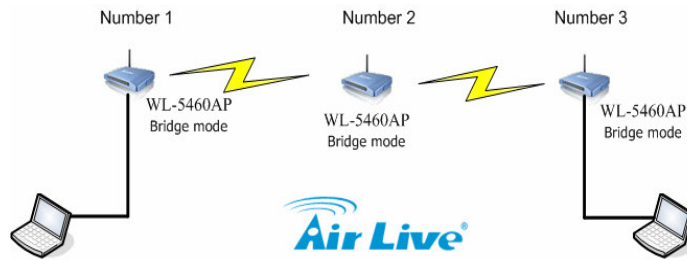 Number 1
Number 2
Number 3
WL-5460AP
Bridge mode
WL-5460AP
Bridge mode
WL-5460AP
Bridge mode
Air Live®